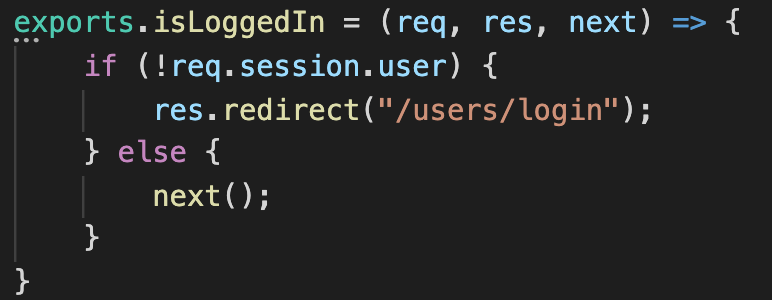 exports.isLoggedIn = (req, res, next) => {
    if (!req.session.user) {
        res.redirect("/users/login");
    } else {
        next();
    }
}